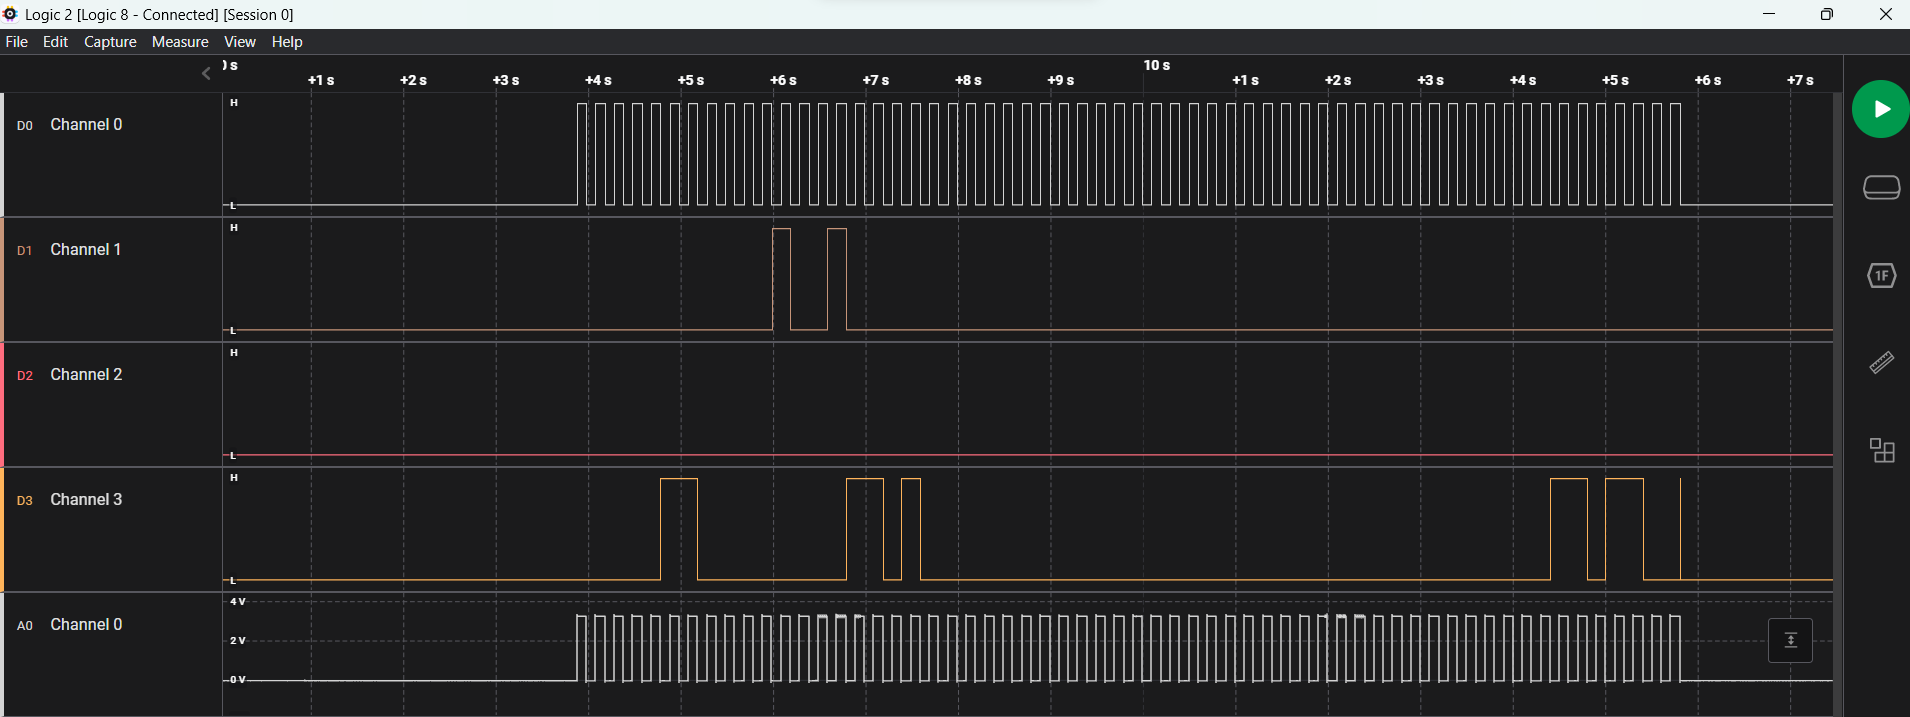 Logic 2 [Logic 8 - Connected] [Session 0]
File Edit Capture Measure View Help
0 s 10 s
+1 s +2 s +3 s +4 s +5 s +6 s +7 s +8 s +9 s +1 s +2 s +3 s +4 s +5 s +6 s +7 s
H
D0 Channel 0
L
H
D1 Channel 1
L
1F
H
D2 Channel 2
L
H
D3 Channel 3
L
4 V
A0 Channel 0
2 V
0 V